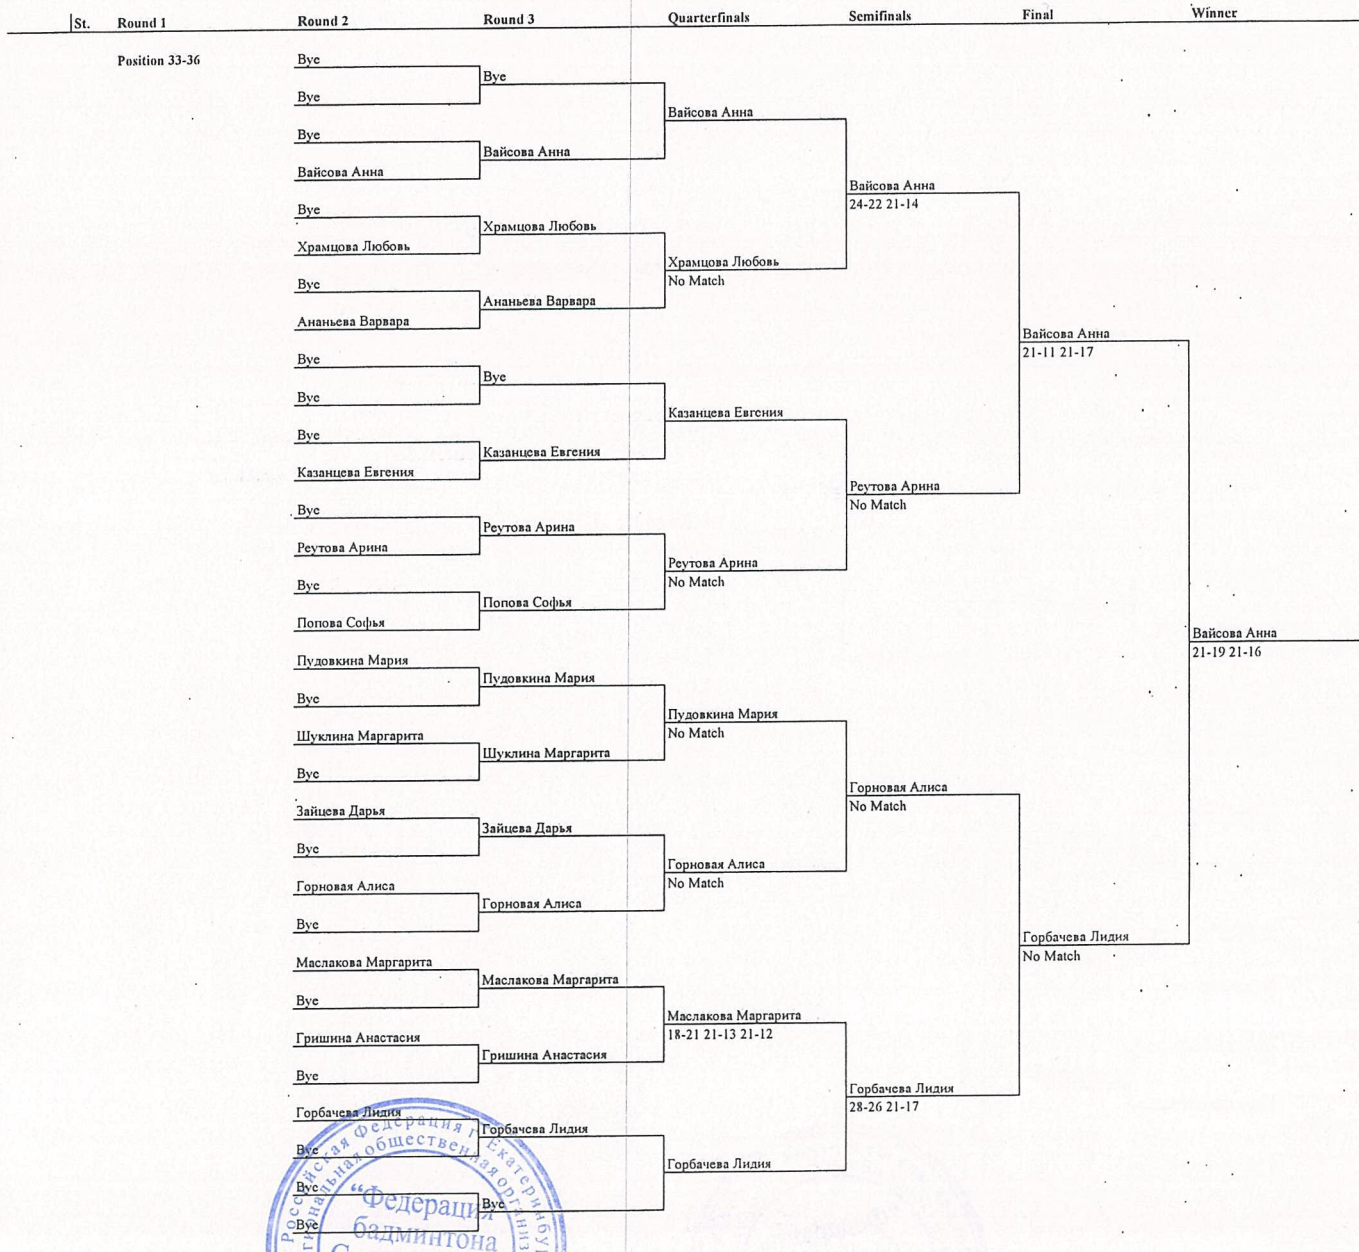 St. Round 1 Round 2 Round 3 Quarterfinals Semifinals Final Winner
Position 33-36
Bye
Bye
Bye
Bye
Вайсова Анна
Bye
Вайсова Анна
Вайсова Анна
Вайсова Анна
24-22 21-14
Bye
Храмцова Любовь
Храмцова Любовь
Храмцова Любовь
No Match
Bye
Ананьева Варвара
Ананьева Варвара
Вайсова Анна
21-11 21-17
Bye
Bye
Bye
Казанцева Евгения
Bye
Казанцева Евгения
Казанцева Евгения
Реутова Арина
No Match
Bye
Реутова Арина
Реутова Арина
Реутова Арина
No Match
Bye
Попова Софья
Попова Софья
Вайсова Анна
21-19 21-16
Пудовкина Мария
Пудовкина Мария
Bye
Пудовкина Мария
No Match
Шуклина Маргарита
Шуклина Маргарита
Bye
Горновая Алиса
No Match
Зайцева Дарья
Зайцева Дарья
Bye
Горновая Алиса
No Match
Горновая Алиса
Горновая Алиса
Bye
Горбачева Лидия
No Match
Маслакова Маргарита
Маслакова Маргарита
Bye
Маслакова Маргарита
18-21 21-13 21-12
Гришина Анастасия
Гришина Анастасия
Bye
Горбачева Лидия
28-26 21-17
Горбачева Лидия
Горбачева Лидия
Bye
Горбачева Лидия
Bye
Bye
Bye
Российская Федерация г. Екатеринбу
общественная
“Федерация
бадминтона